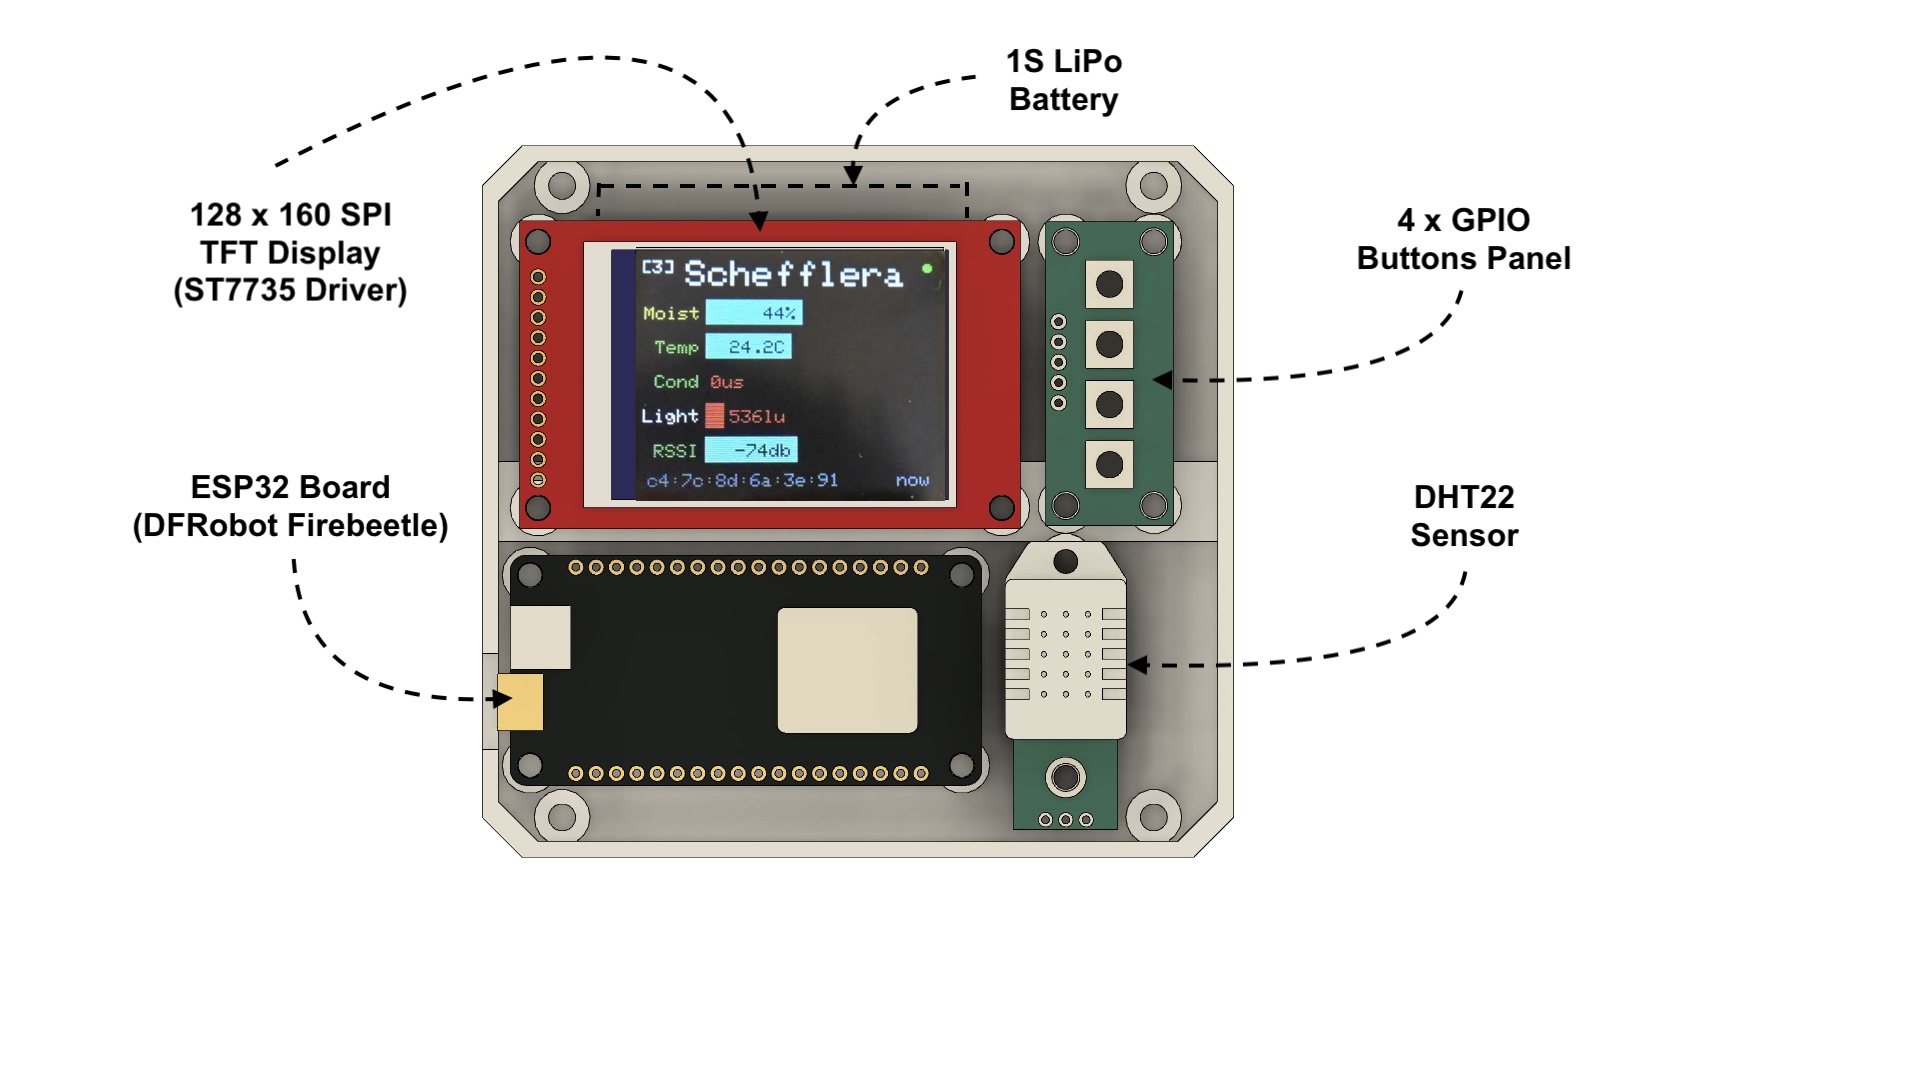 1S LiPo
Battery
128 x 160 SPI
TFT Display
(ST7735 Driver)
4 x GPIO
Buttons Panel
[3] Schefflera
Moist 44%
Temp 24.2C
Cond 0us
Light 536lu
RSSI -74db
c4:7c:8d:6a:3e:91 now
ESP32 Board
(DFRobot Firebeetle)
DHT22
Sensor